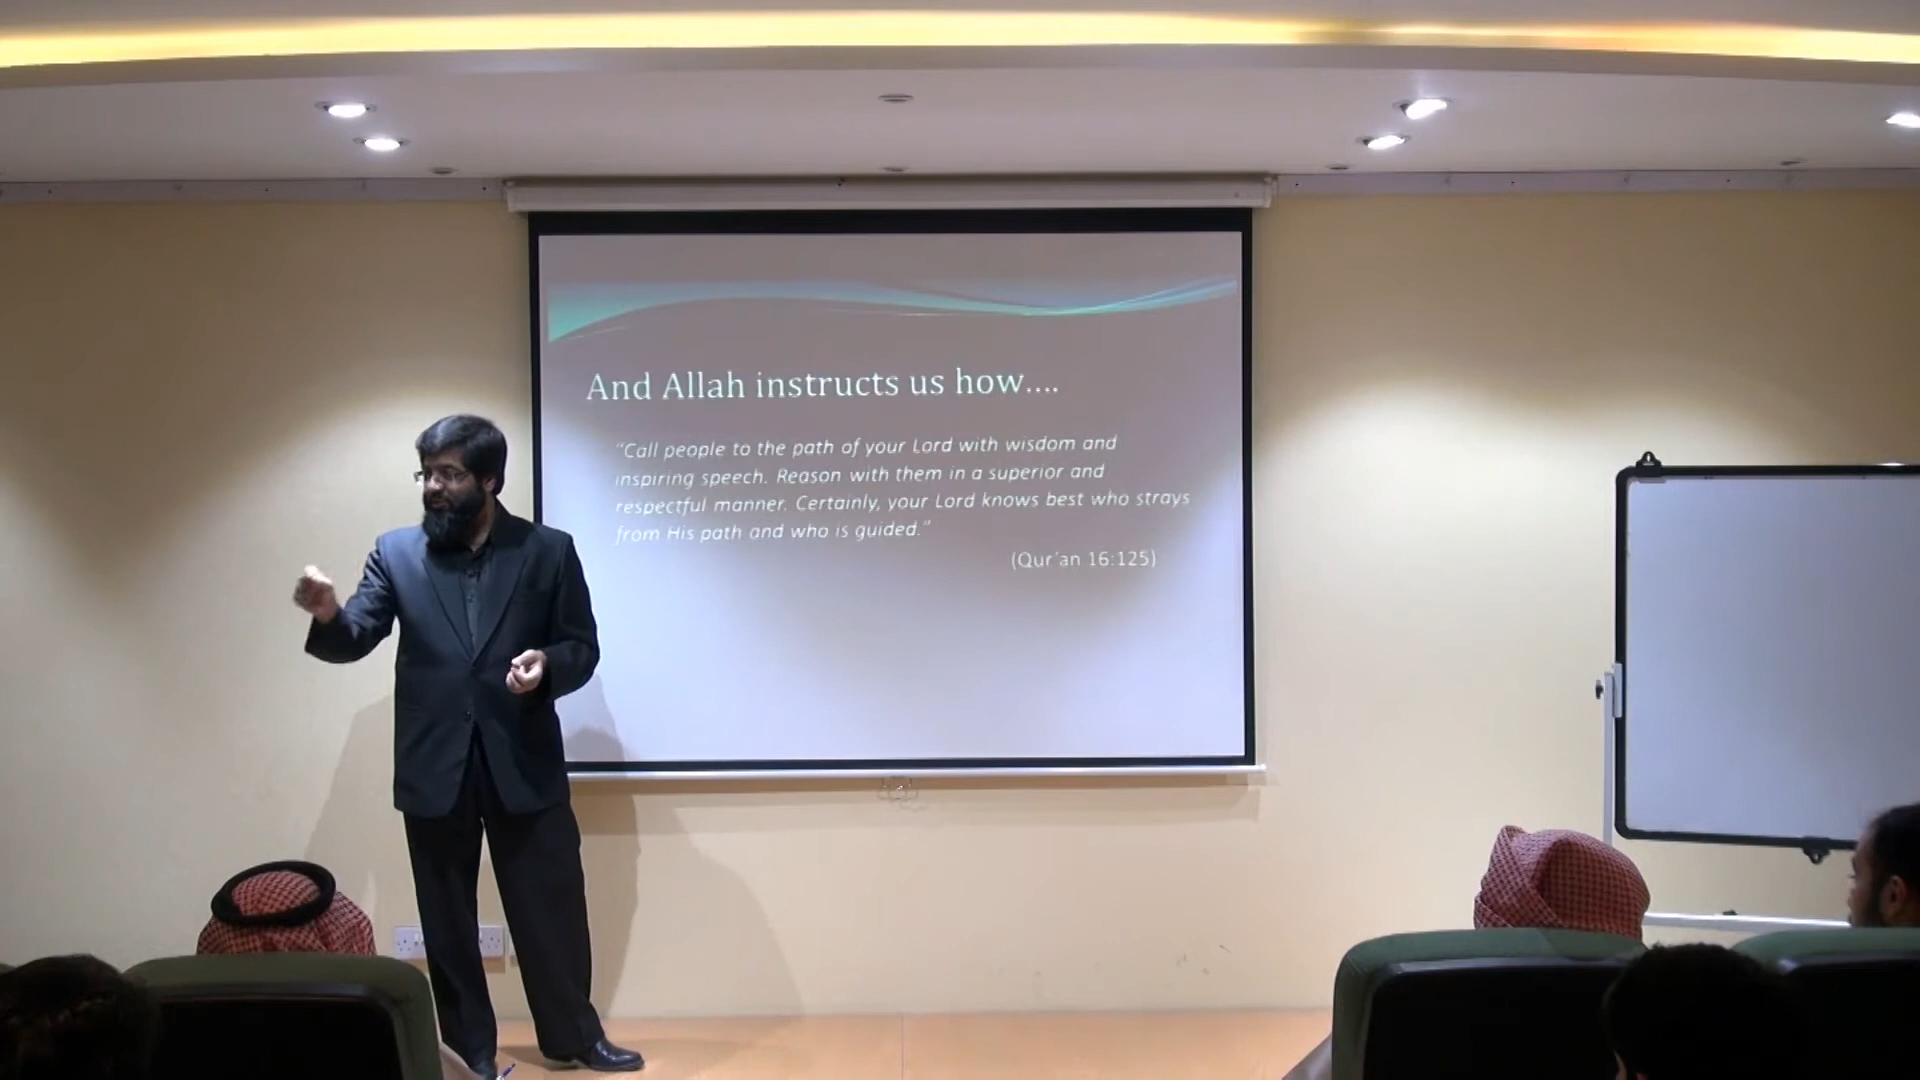 And Allah instructs us how....
"Call people to the path of your Lord with wisdom and
inspiring speech. Reason with them in a superior and
respectful manner. Certainly, your Lord knows best who strays
from His path and who is guided."
(Qur'an 16:125)